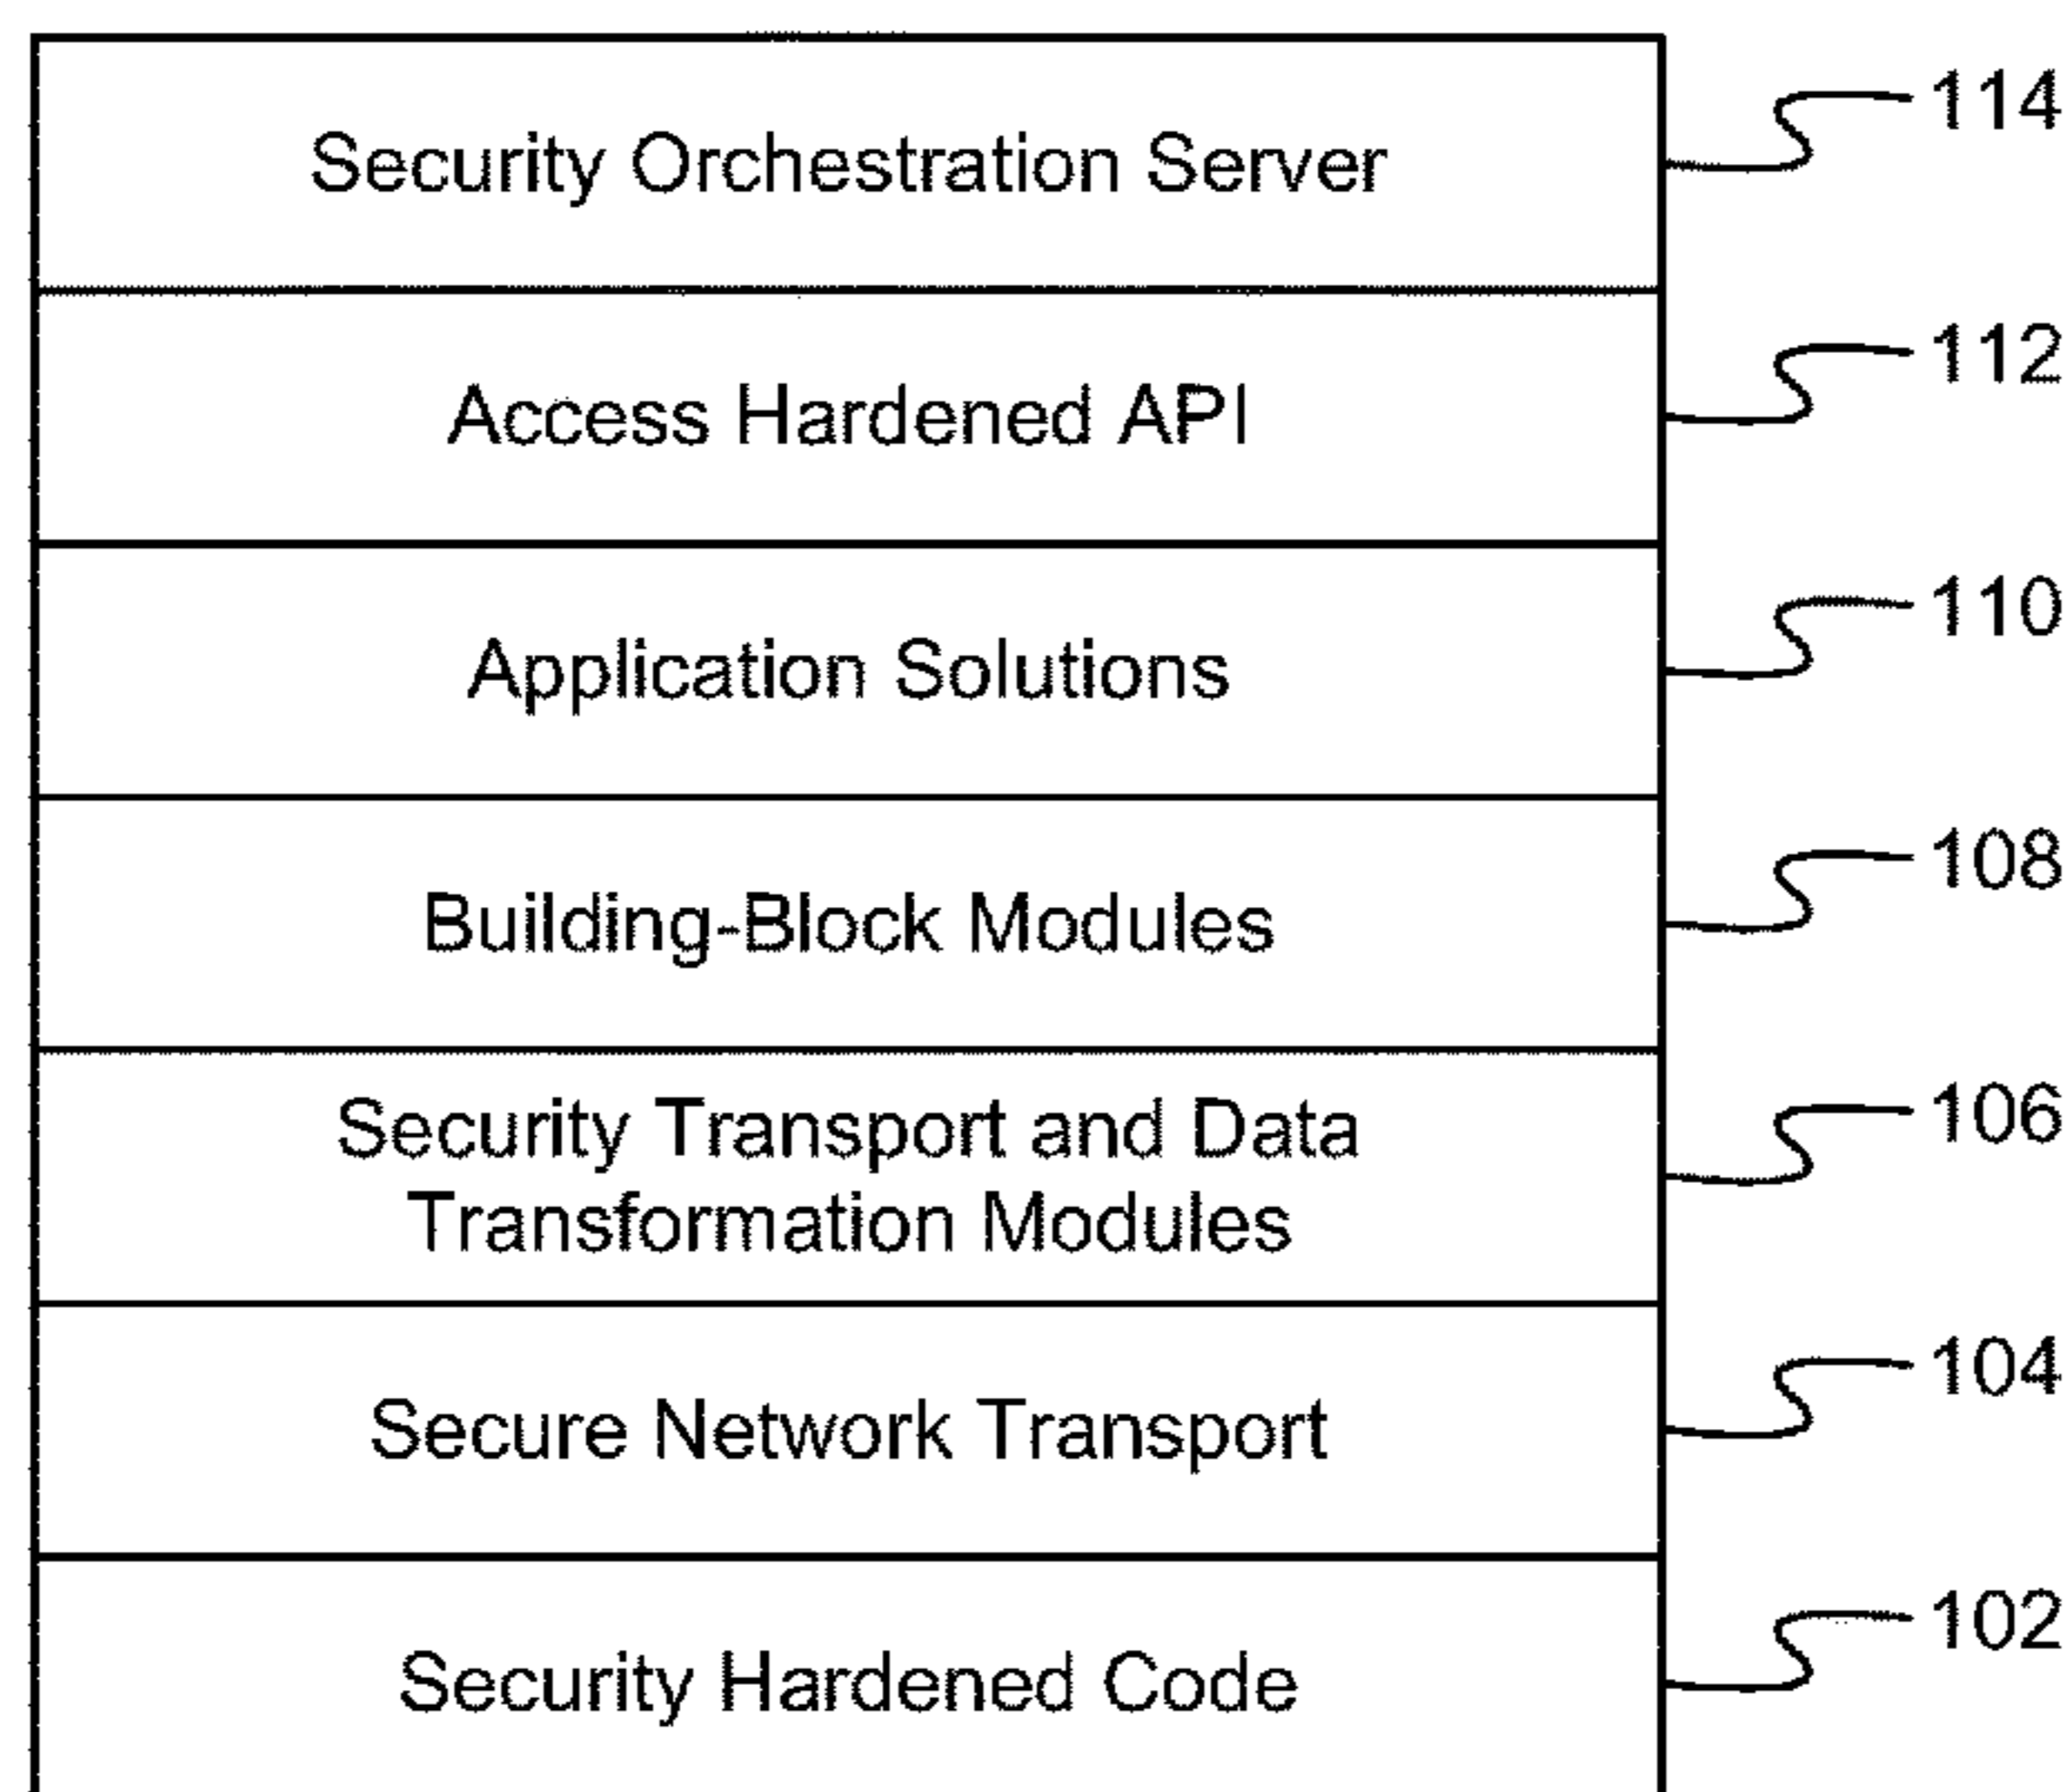 Security Orchestration Server
114
Access Hardened API
112
Application Solutions
110
Building-Block Modules
108
Security Transport and Data
Transformation Modules
106
Secure Network Transport
104
Security Hardened Code
102